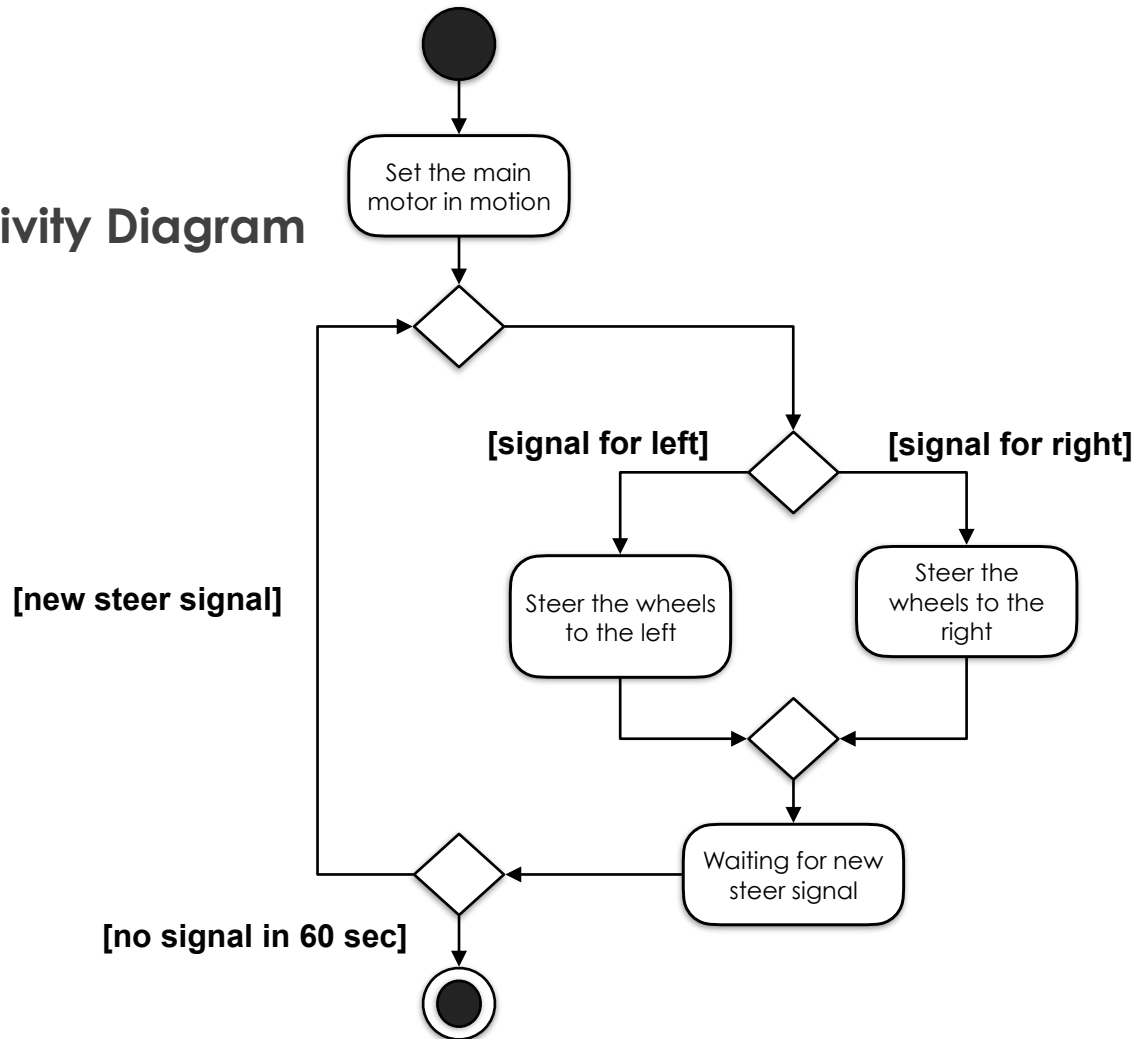 Set the main
motor in motion
ivity Diagram
[signal for left]
[signal for right]
[new steer signal]
Steer the wheels
to the left
Steer the
wheels to the
right
Waiting for new
steer signal
[no signal in 60 sec]